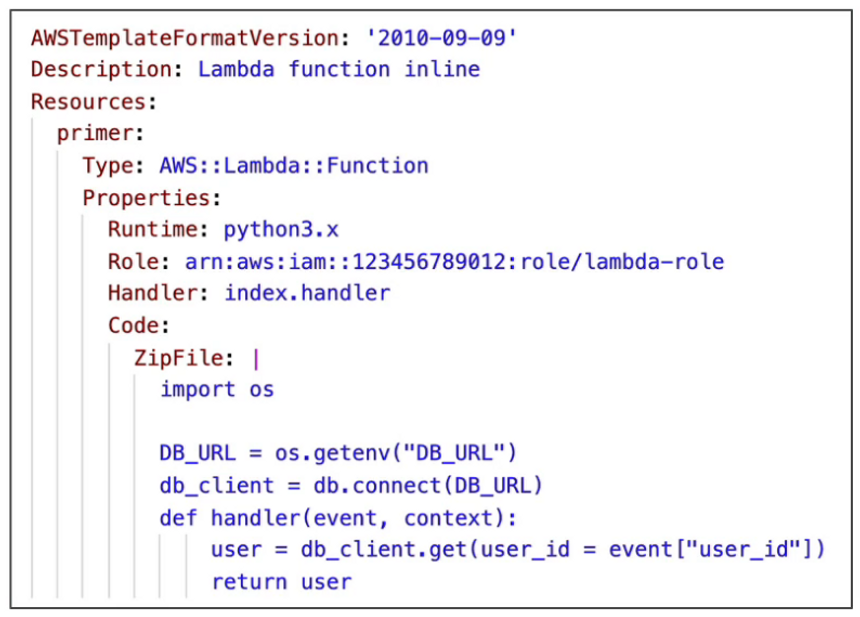 AWSTemplateFormatVersion: '2010-09-09'
Description: Lambda function inline
Resources:
  primer:
    Type: AWS::Lambda::Function
    Properties:
      Runtime: python3.x
      Role: arn:aws:iam::123456789012:role/lambda-role
      Handler: index.handler
      Code:
        ZipFile: |
          import os

          DB_URL = os.getenv("DB_URL")
          db_client = db.connect(DB_URL)
          def handler(event, context):
              user = db_client.get(user_id = event["user_id"])
              return user